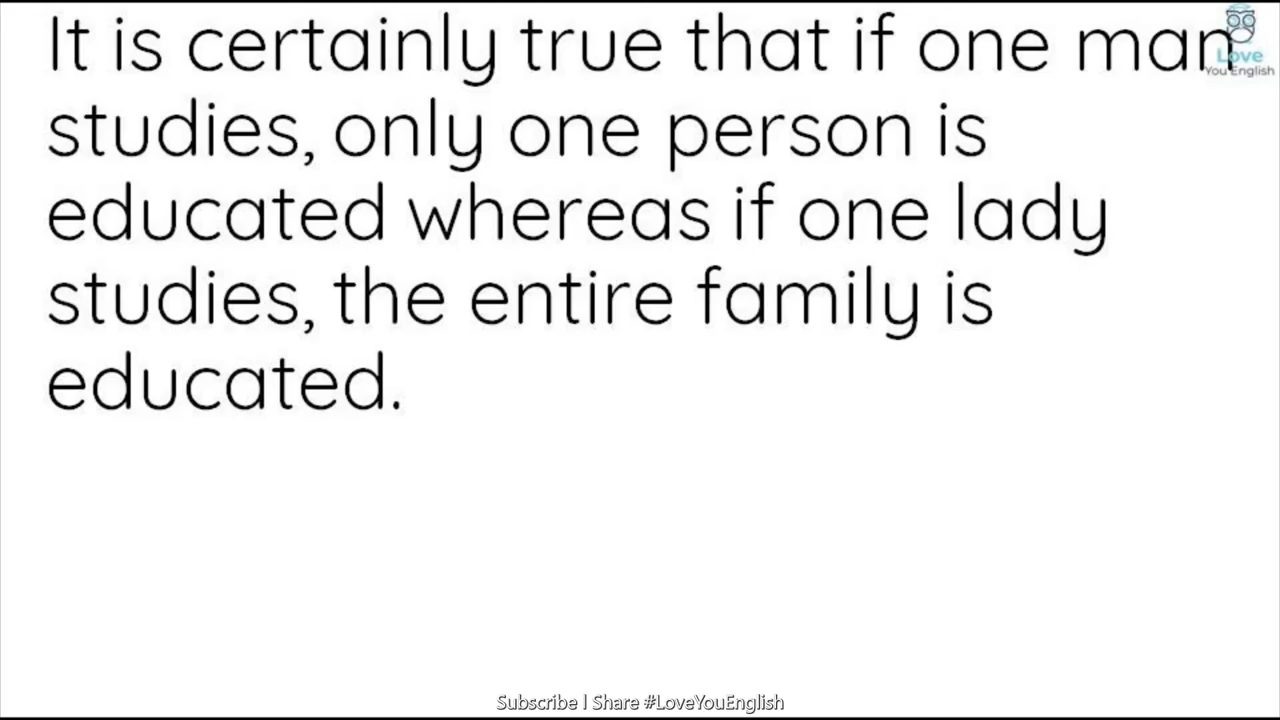 It is certainly true that if one man
studies, only one person is
educated whereas if one lady
studies, the entire family is
educated.
Love
You English
Subscribe | Share #LoveYouEnglish